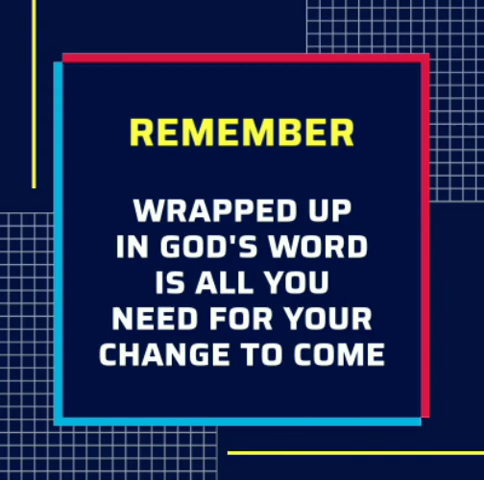 REMEMBER
WRAPPED UP
IN GOD'S WORD
IS ALL YOU
NEED FOR YOUR
CHANGE TO COME